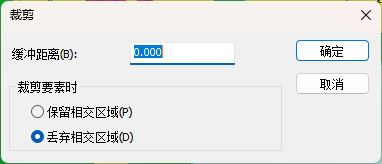 裁剪
缓冲距离(B):
0.000
确定
取消
裁剪要素时
保留相交区域(P)
丢弃相交区域(D)